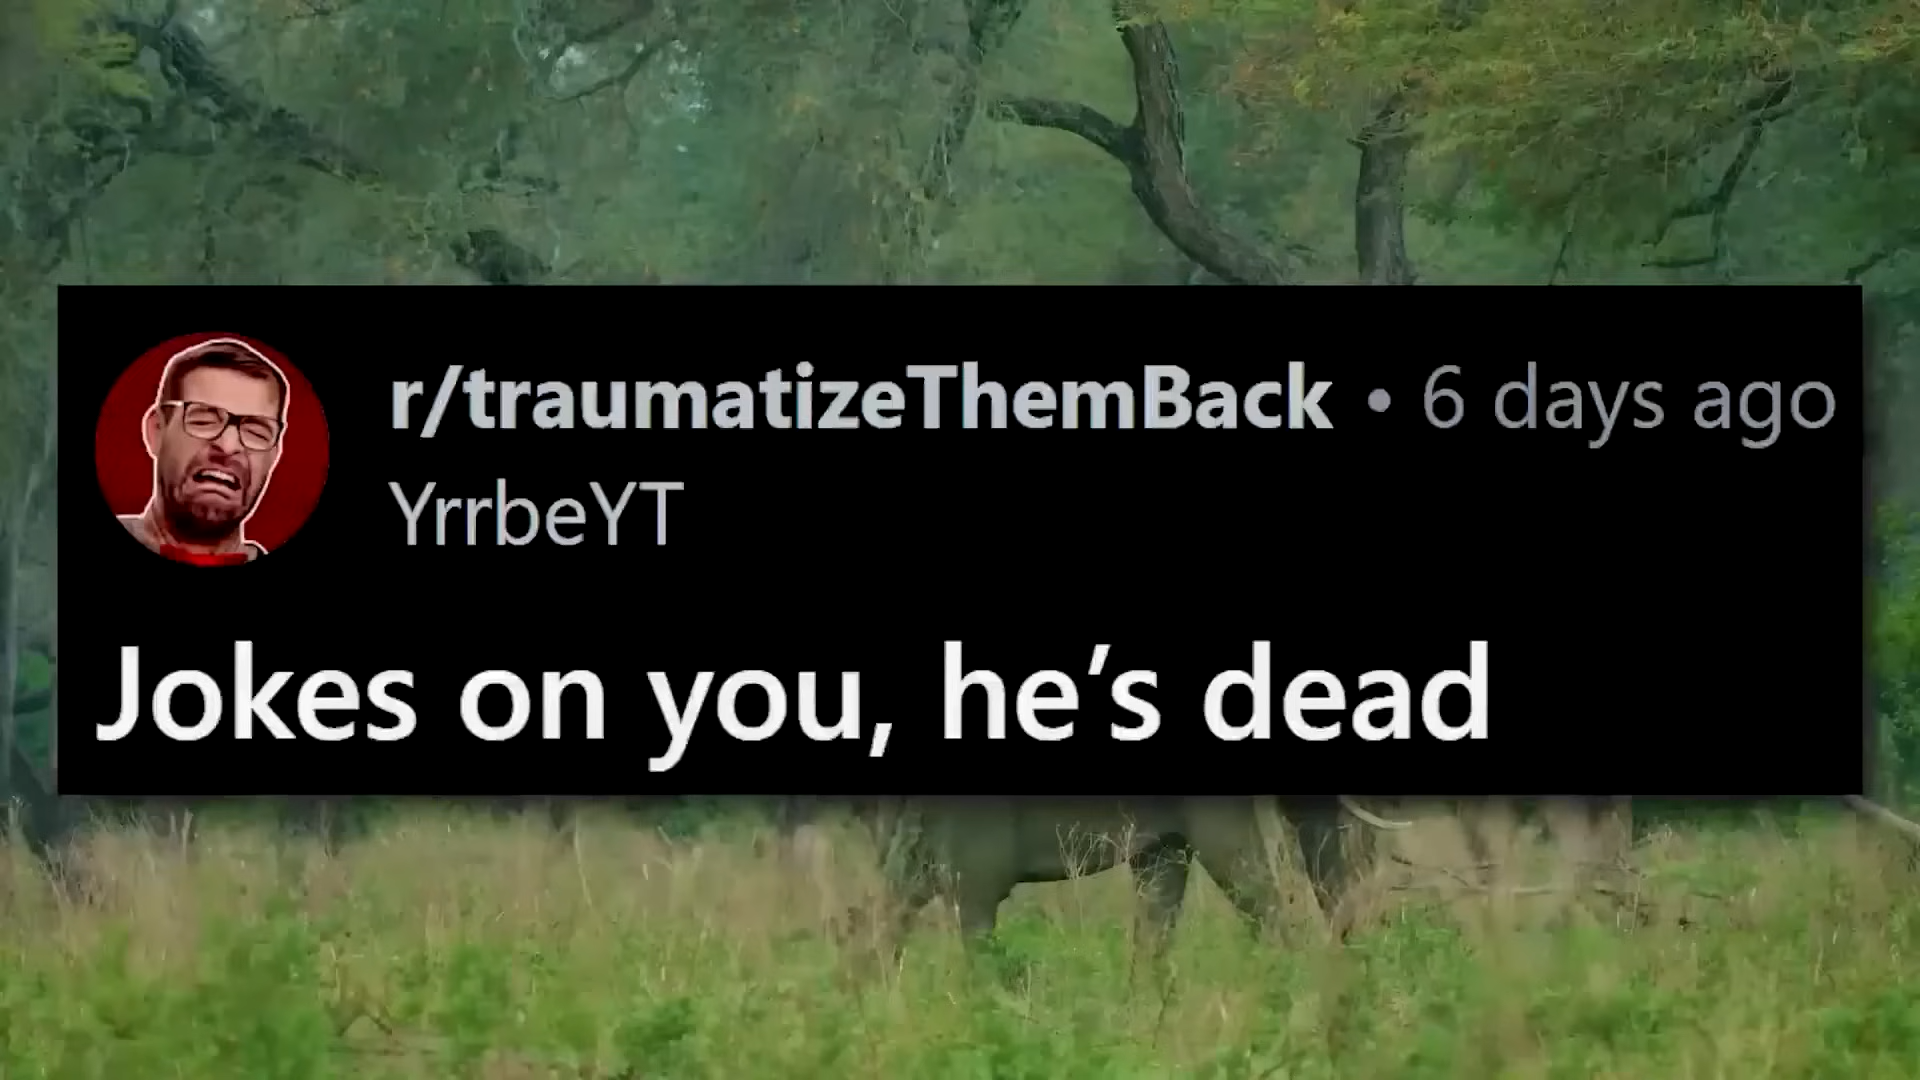 r/traumatizeThemBack • 6 days ago
YrrbeYT
Jokes on you, he’s dead